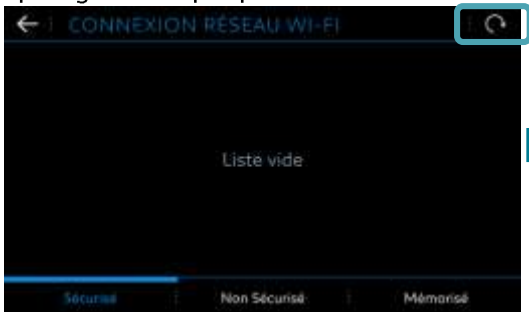 CONNEXION RÉSEAU WI-FI
Liste vide
Sécurisé Non Sécurisé Mémorisé